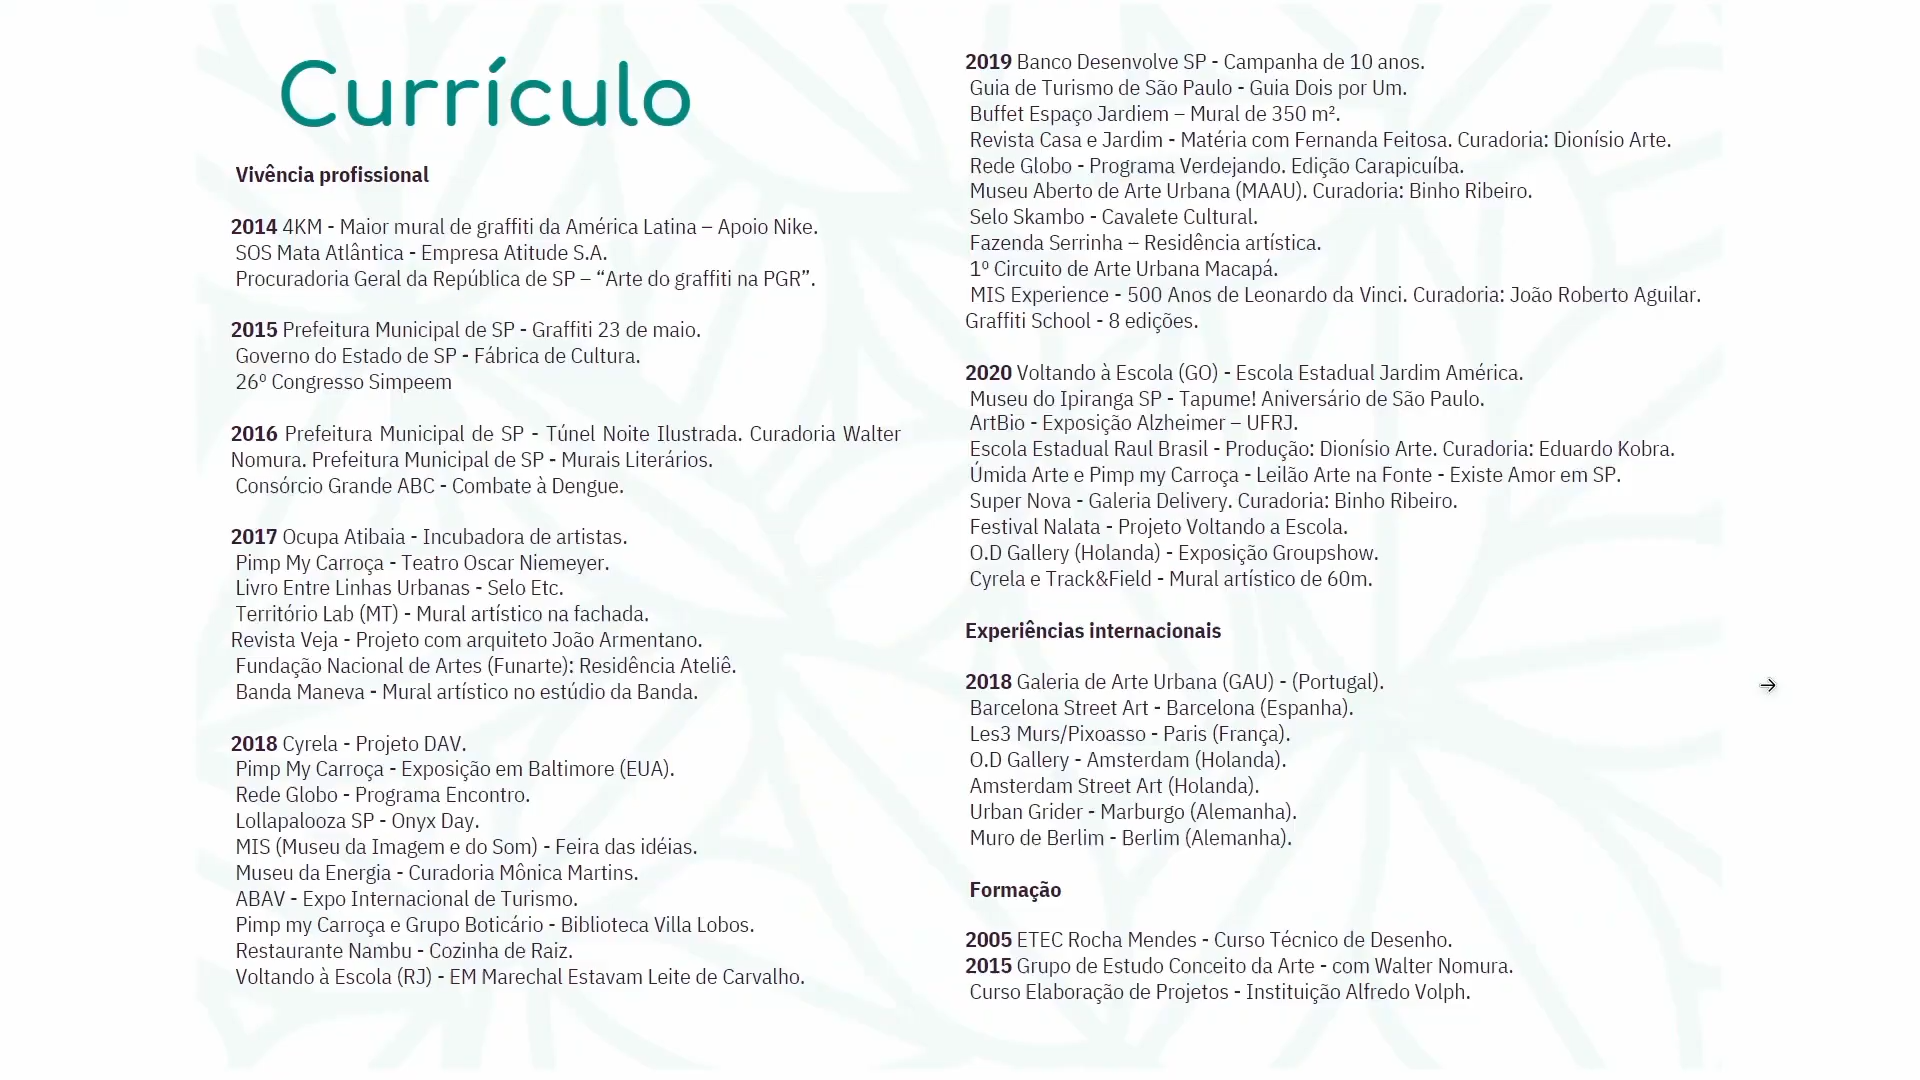 Currículo
Vivência profissional
2014 4KM - Maior mural de graffiti da América Latina – Apoio Nike.
SOS Mata Atlântica - Empresa Atitude S.A.
Procuradoria Geral da República de SP – “Arte do graffiti na PGR”.
2015 Prefeitura Municipal de SP - Graffiti 23 de maio.
Governo do Estado de SP - Fábrica de Cultura.
26º Congresso Simpeem
2016 Prefeitura Municipal de SP - Túnel Noite Ilustrada. Curadoria Walter
Nomura. Prefeitura Municipal de SP - Murais Literários.
Consórcio Grande ABC - Combate à Dengue.
2017 Ocupa Atibaia - Incubadora de artistas.
Pimp My Carroça - Teatro Oscar Niemeyer.
Livro Entre Linhas Urbanas - Selo Etc.
Território Lab (MT) - Mural artístico na fachada.
Revista Veja - Projeto com arquiteto João Armentano.
Fundação Nacional de Artes (Funarte): Residência Ateliê.
Banda Maneva - Mural artístico no estúdio da Banda.
2018 Cyrela - Projeto DAV.
Pimp My Carroça - Exposição em Baltimore (EUA).
Rede Globo - Programa Encontro.
Lollapalooza SP - Onyx Day.
MIS (Museu da Imagem e do Som) - Feira das idéias.
Museu da Energia - Curadoria Mônica Martins.
ABAV - Expo Internacional de Turismo.
Pimp my Carroça e Grupo Boticário - Biblioteca Villa Lobos.
Restaurante Nambu - Cozinha de Raiz.
Voltando à Escola (RJ) - EM Marechal Estavam Leite de Carvalho.
2019 Banco Desenvolve SP - Campanha de 10 anos.
Guia de Turismo de São Paulo - Guia Dois por Um.
Buffet Espaço Jardiem – Mural de 350 m².
Revista Casa e Jardim - Matéria com Fernanda Feitosa. Curadoria: Dionísio Arte.
Rede Globo - Programa Verdejando. Edição Carapicuíba.
Museu Aberto de Arte Urbana (MAAU). Curadoria: Binho Ribeiro.
Selo Skambo - Cavalete Cultural.
Fazenda Serrinha – Residência artística.
1º Circuito de Arte Urbana Macapá.
MIS Experience - 500 Anos de Leonardo da Vinci. Curadoria: João Roberto Aguilar.
Graffiti School - 8 edições.
2020 Voltando à Escola (GO) - Escola Estadual Jardim América.
Museu do Ipiranga SP - Tapume! Aniversário de São Paulo.
ArtBio - Exposição Alzheimer – UFRJ.
Escola Estadual Raul Brasil - Produção: Dionísio Arte. Curadoria: Eduardo Kobra.
Úmida Arte e Pimp my Carroça - Leilão Arte na Fonte - Existe Amor em SP.
Super Nova - Galeria Delivery. Curadoria: Binho Ribeiro.
Festival Nalata - Projeto Voltando a Escola.
O.D Gallery (Holanda) - Exposição Groupshow.
Cyrela e Track&Field - Mural artístico de 60m.
Experiências internacionais
2018 Galeria de Arte Urbana (GAU) - (Portugal).
Barcelona Street Art - Barcelona (Espanha).
Les3 Murs/Pixoasso - Paris (França).
O.D Gallery - Amsterdam (Holanda).
Amsterdam Street Art (Holanda).
Urban Grider - Marburgo (Alemanha).
Muro de Berlim - Berlim (Alemanha).
Formação
2005 ETEC Rocha Mendes - Curso Técnico de Desenho.
2015 Grupo de Estudo Conceito da Arte - com Walter Nomura.
Curso Elaboração de Projetos - Instituição Alfredo Volph.